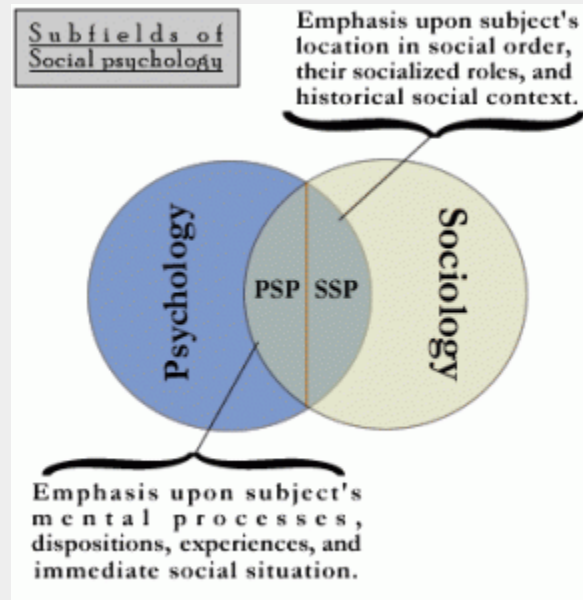 Subfields of
Social psychology
Emphasis upon subject's
location in social order,
their socialized roles, and
historical social context.
Psychology
PSP
SSP
Sociology
Emphasis upon subject's
mental processes,
dispositions, experiences, and
immediate social situation.